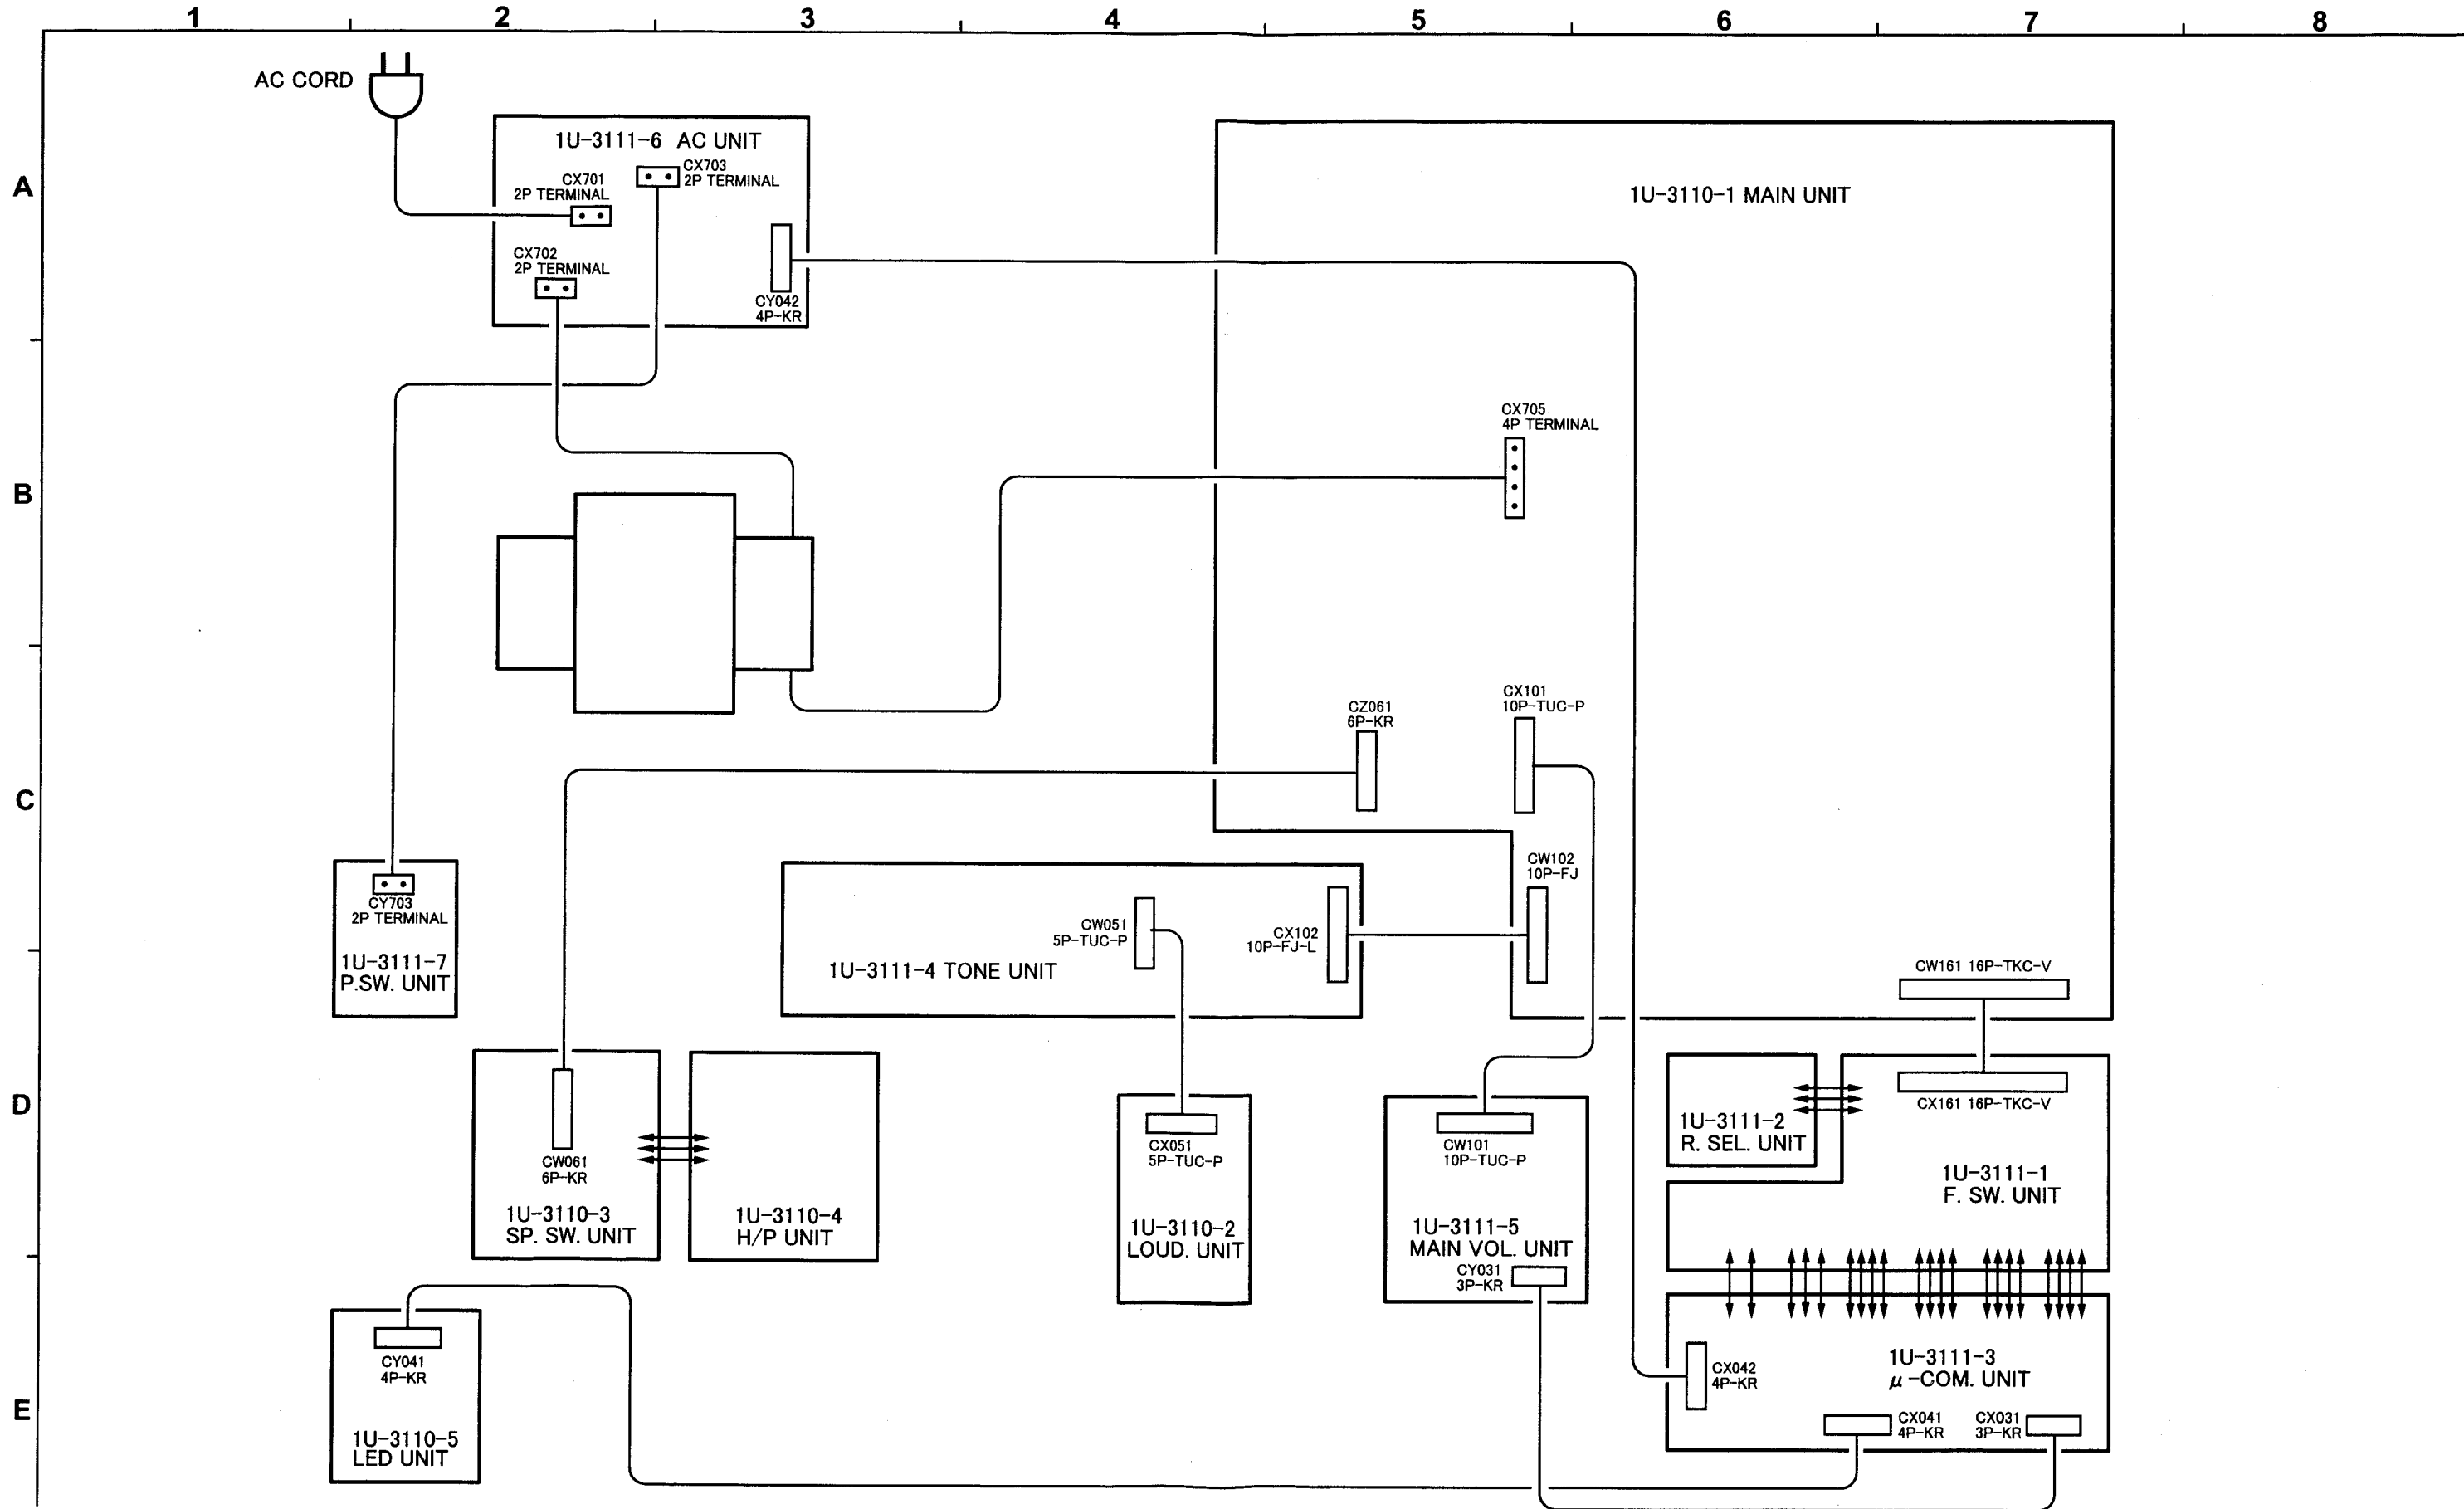 1 2 3 4 5 6 7 8
AC CORD
A
1U-3111-6 AC UNIT
CX703
2P TERMINAL
CX701
2P TERMINAL
CX702
2P TERMINAL
CY042
4P-KR
1U-3110-1 MAIN UNIT
B
CX705
4P TERMINAL
C
CZ061
6P-KR
CX101
10P-TUC-P
CW102
10P-FJ
CY703
2P TERMINAL
1U-3111-7
P.SW. UNIT
CW051
5P-TUC-P
CX102
10P-FJ-L
1U-3111-4 TONE UNIT
CW161 16P-TKC-V
D
CW061
6P-KR
1U-3110-3
SP. SW. UNIT
1U-3110-4
H/P UNIT
CX051
5P-TUC-P
1U-3110-2
LOUD. UNIT
CW101
10P-TUC-P
1U-3111-5
MAIN VOL. UNIT
CY031
3P-KR
1U-3111-2
R. SEL. UNIT
CX161 16P-TKC-V
1U-3111-1
F. SW. UNIT
E
CY041
4P-KR
1U-3110-5
LED UNIT
CX042
4P-KR
1U-3111-3
μ-COM. UNIT
CX041
4P-KR
CX031
3P-KR